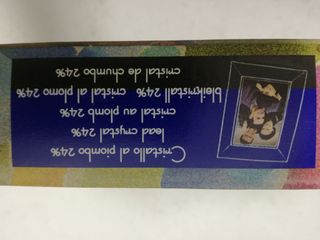 Cristallo al piombo 24%
lead crystal 24%
cristal au plomb 24%
bleikristall 24% cristal al plomo 24%
cristal de chumbo 24%